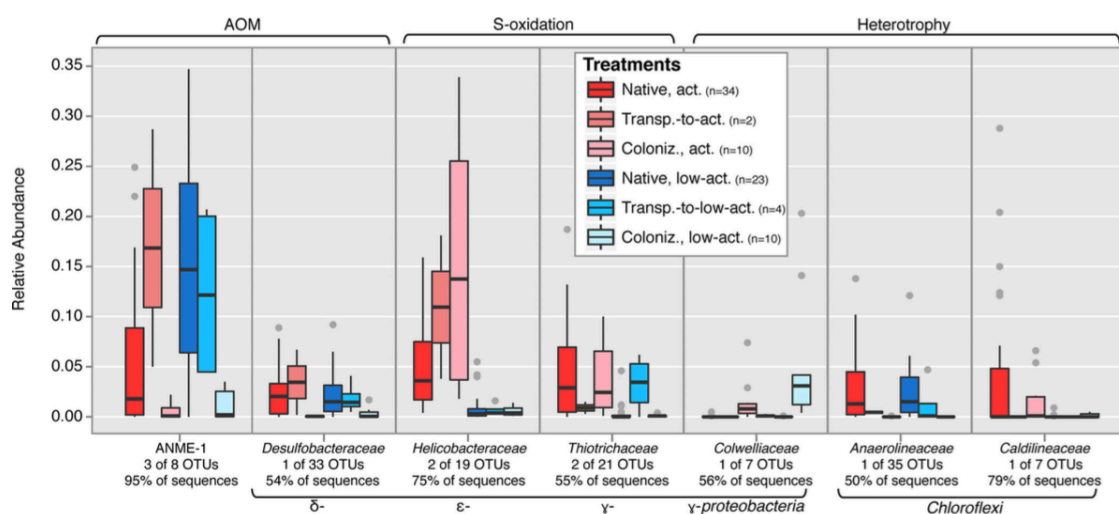 AOM S-oxidation Heterotrophy
Relative Abundance
0.35
0.30
0.25
0.20
0.15
0.10
0.05
0.00
Treatments
Native, act. (n=34)
Transp.-to-act. (n=2)
Coloniz., act. (n=10)
Native, low-act. (n=23)
Transp.-to-low-act. (n=4)
Coloniz., low-act. (n=10)
ANME-1 Desulfobacteraceae Helicobacteraceae Thiotrichaceae Colwelliaceae Anaerolineaceae Caldilineaceae
3 of 8 OTUs 1 of 33 OTUs 2 of 19 OTUs 2 of 21 OTUs 1 of 7 OTUs 1 of 35 OTUs 1 of 7 OTUs
95% of sequences 54% of sequences 75% of sequences 55% of sequences 56% of sequences 50% of sequences 79% of sequences
δ- ε- ɣ- ɣ-proteobacteria Chloroflexi